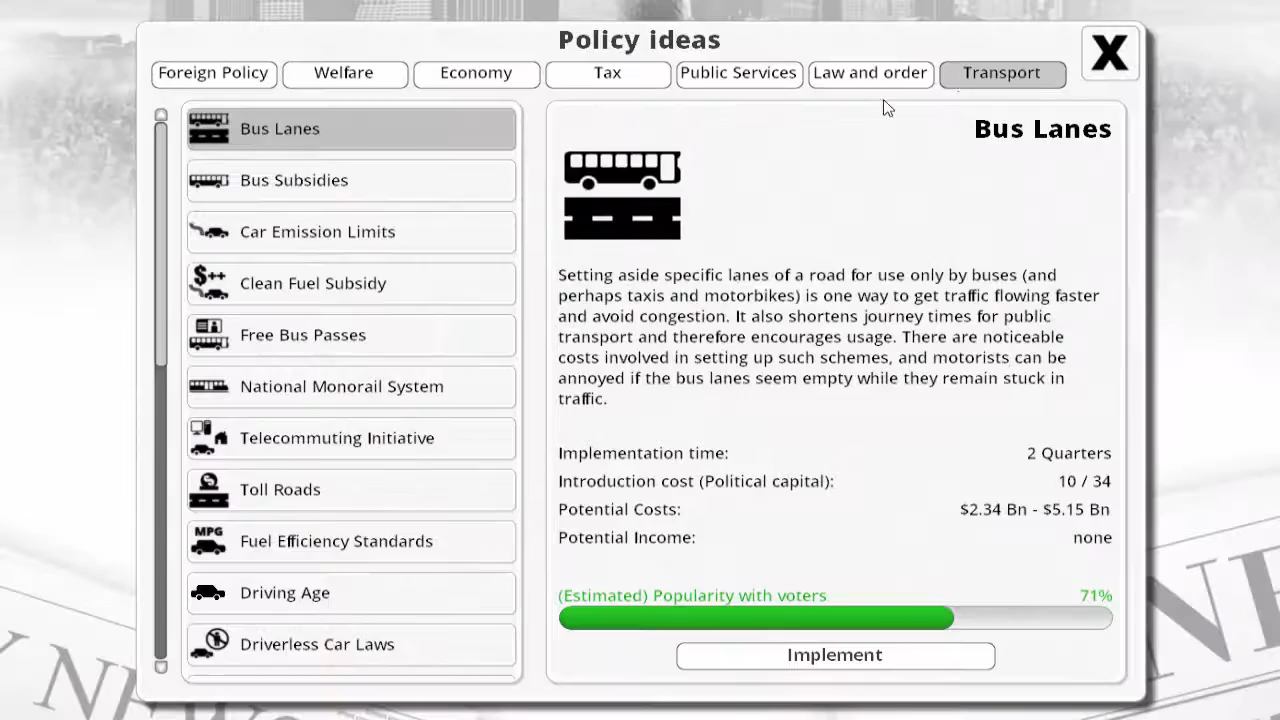 Policy ideas
X
Foreign Policy
Welfare
Economy
Tax
Public Services
Law and order
Transport
Bus Lanes
Bus Subsidies
Car Emission Limits
$++
Clean Fuel Subsidy
Free Bus Passes
National Monorail System
Telecommuting Initiative
Toll Roads
MPG
Fuel Efficiency Standards
Driving Age
Driverless Car Laws
Bus Lanes
Setting aside specific lanes of a road for use only by buses (and
perhaps taxis and motorbikes) is one way to get traffic flowing faster
and avoid congestion. It also shortens journey times for public
transport and therefore encourages usage. There are noticeable
costs involved in setting up such schemes, and motorists can be
annoyed if the bus lanes seem empty while they remain stuck in
traffic.
Implementation time: 2 Quarters
Introduction cost (Political capital): 10 / 34
Potential Costs: $2.34 Bn - $5.15 Bn
Potential Income: none
(Estimated) Popularity with voters 71%
Implement